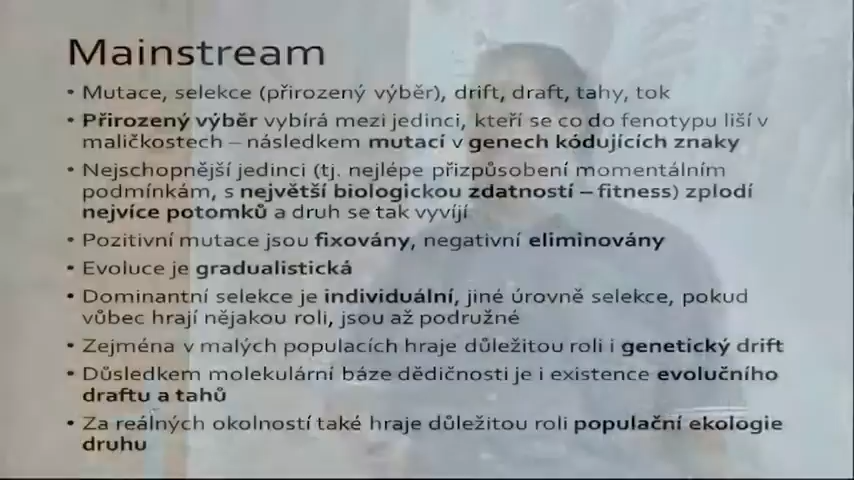 Mainstream
• Mutace, selekce (přirozený výběr), drift, draft, tahy, tok
• Přirozený výběr vybírá mezi jedinci, kteří se co do fenotypu liší v
maličkostech – následkem mutací v genech kódujících znaky
• Nejschopnější jedinci (tj. nejlépe přizpůsobení momentálním
podmínkám, s největší biologickou zdatností – fitness) zplodí
nejvíce potomků a druh se tak vyvíjí
• Pozitivní mutace jsou fixovány, negativní eliminovány
• Evoluce je gradualistická
• Dominantní selekce je individuální, jiné úrovně selekce, pokud
vůbec hrají nějakou roli, jsou až podružné
• Zejména v malých populacích hraje důležitou roli i genetický drift
• Důsledkem molekulární báze dědičnosti je i existence evolučního
draftu a tahů
• Za reálných okolností také hraje důležitou roli populační ekologie
druhu